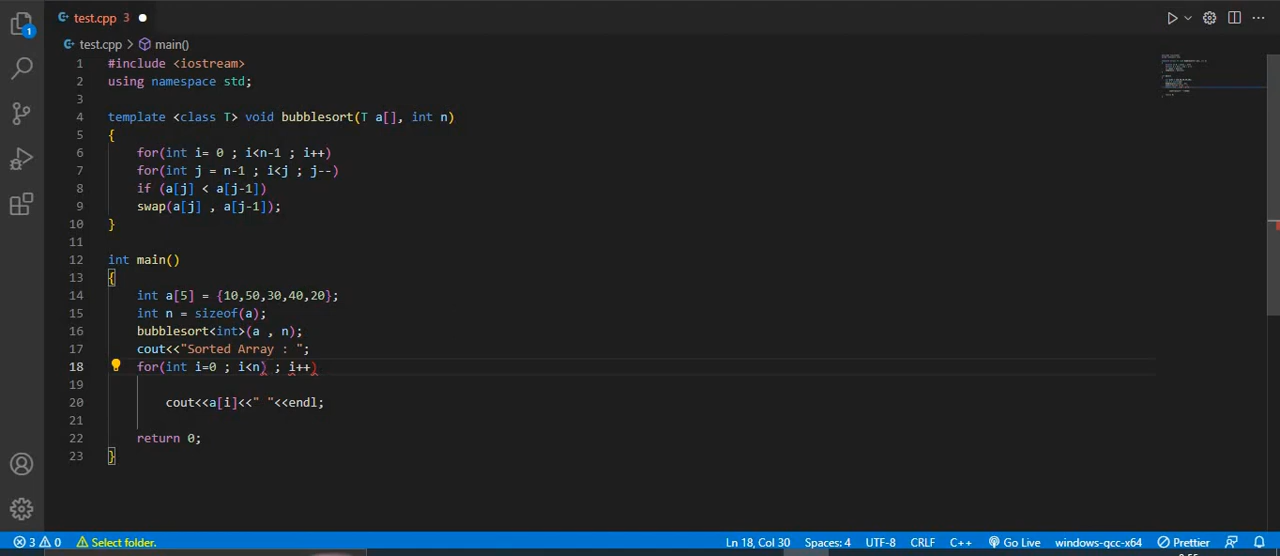 test.cpp 3
test.cpp > main()
1 #include <iostream>
2 using namespace std;
3
4 template <class T> void bubblesort(T a[], int n)
5 {
6 for(int i= 0 ; i<n-1 ; i++)
7 for(int j = n-1 ; i<j ; j--)
8 if (a[j] < a[j-1])
9 swap(a[j] , a[j-1]);
10 }
11
12 int main()
13 {
14 int a[5] = {10,50,30,40,20};
15 int n = sizeof(a);
16 bubblesort<int>(a , n);
17 cout<<"Sorted Array : ";
18 for(int i=0 ; i<n) ; i++)
19
20 cout<<a[i]<<" "<<endl;
21
22 return 0;
23 }
1
3 0 Select folder. Ln 18, Col 30 Spaces: 4 UTF-8 CRLF C++ Go Live windows-gcc-x64 Prettier